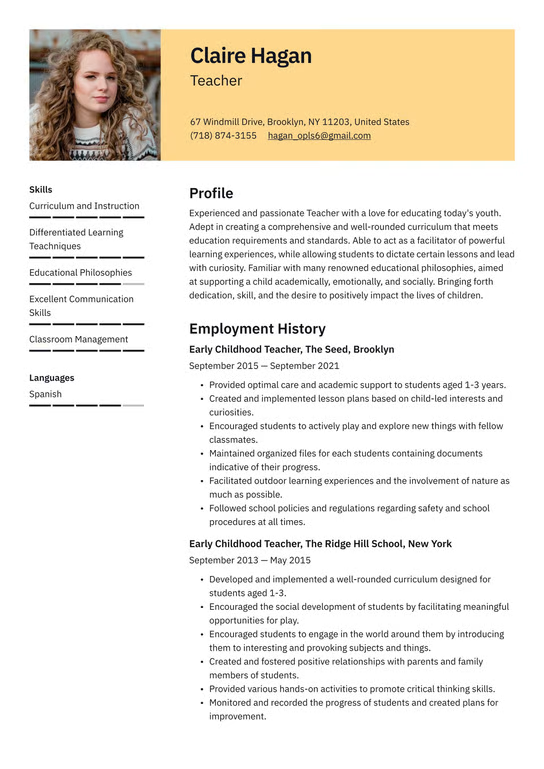 Claire Hagan
Teacher
67 Windmill Drive, Brooklyn, NY 11203, United States
(718) 874-3155 hagan_opls6@gmail.com
Skills
Curriculum and Instruction
Differentiated Learning
Teachniques
Educational Philosophies
Excellent Communication
Skills
Classroom Management
Languages
Spanish
Profile
Experienced and passionate Teacher with a love for educating today's youth.
Adept in creating a comprehensive and well-rounded curriculum that meets
education requirements and standards. Able to act as a facilitator of powerful
learning experiences, while allowing students to dictate certain lessons and lead
with curiosity. Familiar with many renowned educational philosophies, aimed
at supporting a child academically, emotionally, and socially. Bringing forth
dedication, skill, and the desire to positively impact the lives of children.
Employment History
Early Childhood Teacher, The Seed, Brooklyn
September 2015 — September 2021
• Provided optimal care and academic support to students aged 1-3 years.
• Created and implemented lesson plans based on child-led interests and
curiosities.
• Encouraged students to actively play and explore new things with fellow
classmates.
• Maintained organized files for each students containing documents
indicative of their progress.
• Facilitated outdoor learning experiences and the involvement of nature as
much as possible.
• Followed school policies and regulations regarding safety and school
procedures at all times.
Early Childhood Teacher, The Ridge Hill School, New York
September 2013 — May 2015
• Developed and implemented a well-rounded curriculum designed for
students aged 1-3.
• Encouraged the social development of students by facilitating meaningful
opportunities for play.
• Encouraged students to engage in the world around them by introducing
them to interesting and provoking subjects and things.
• Created and fostered positive relationships with parents and family
members of students.
• Provided various hands-on activities to promote critical thinking skills.
• Monitored and recorded the progress of students and created plans for
improvement.